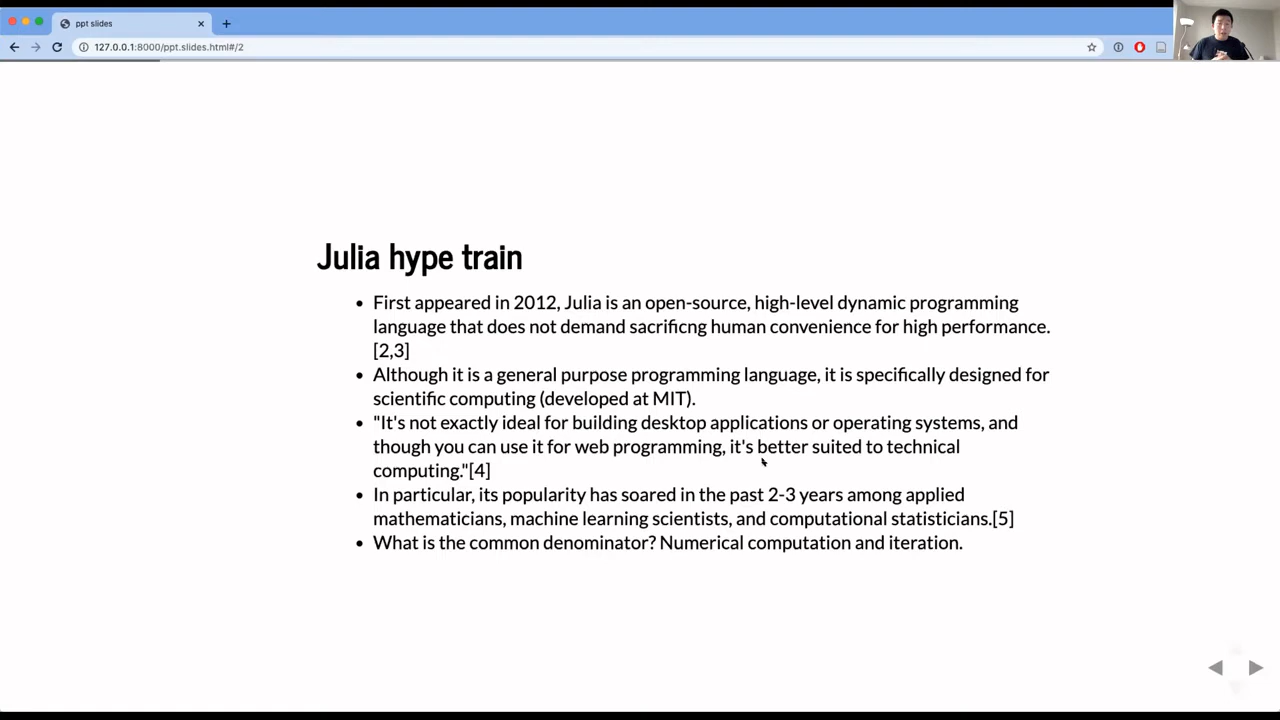 ppt slides
127.0.0.1:8000/ppt.slides.html#/2
Julia hype train
First appeared in 2012, Julia is an open-source, high-level dynamic programming
language that does not demand sacrificng human convenience for high performance.
[2,3]
Although it is a general purpose programming language, it is specifically designed for
scientific computing (developed at MIT).
"It's not exactly ideal for building desktop applications or operating systems, and
though you can use it for web programming, it's better suited to technical
computing."[4]
In particular, its popularity has soared in the past 2-3 years among applied
mathematicians, machine learning scientists, and computational statisticians.[5]
What is the common denominator? Numerical computation and iteration.